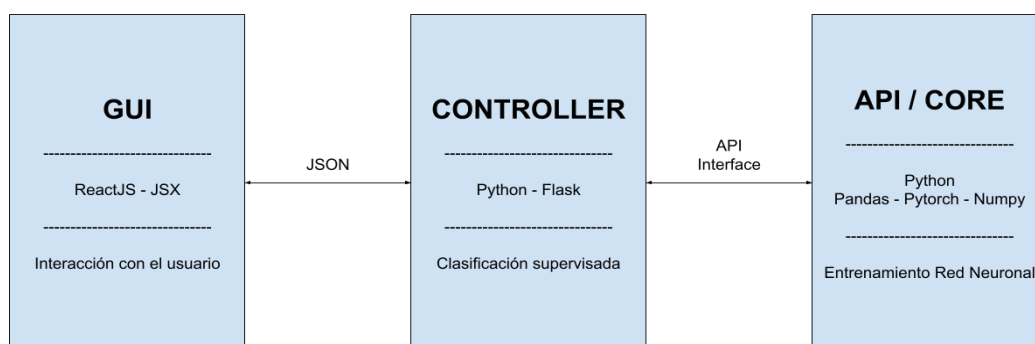 GUI
-------------------------------
ReactJS - JSX
-------------------------------
Interacción con el usuario
JSON
CONTROLLER
-------------------------------
Python - Flask
-------------------------------
Clasificación supervisada
API
Interface
API / CORE
-------------------------------
Python
Pandas - Pytorch - Numpy
-------------------------------
Entrenamiento Red Neuronal